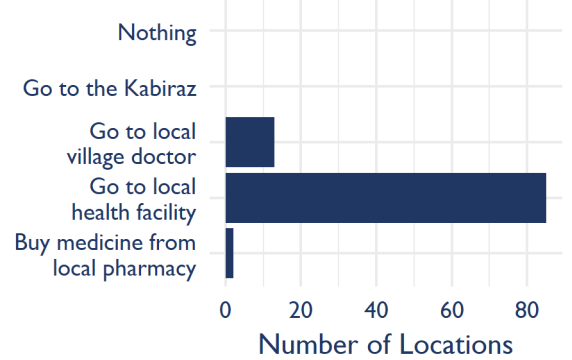 Nothing
Go to the Kabiraz
Go to local
village doctor
Go to local
health facility
Buy medicine from
local pharmacy
0 20 40 60 80
Number of Locations